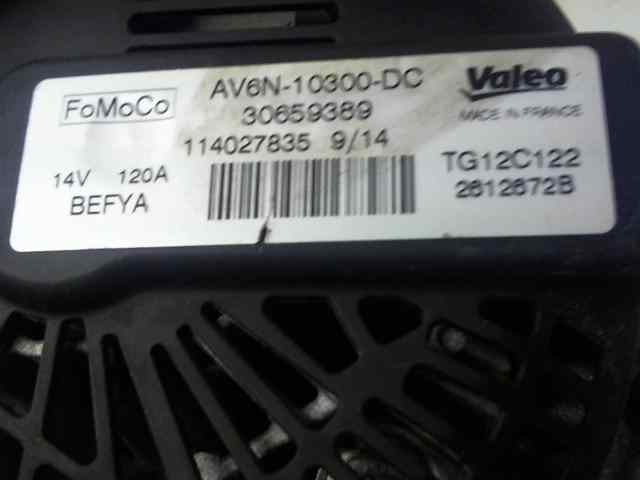 FoMoCo
AV6N-10300-DC
30659389
114027835 9/14
Valeo
MADE IN FRANCE
14V 120A
BEFYA
TG12C122
2612672B